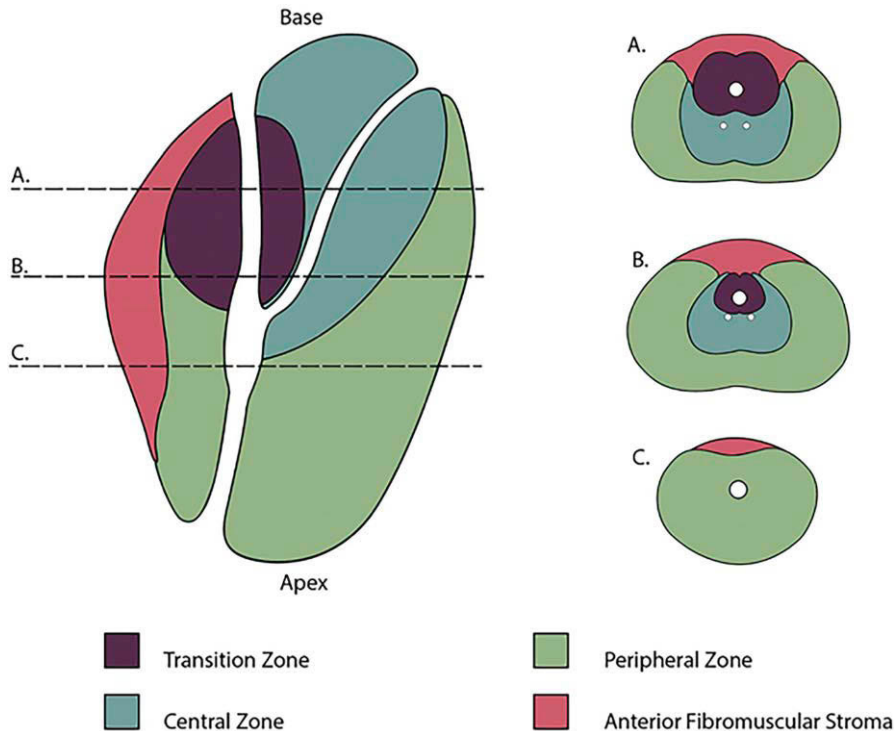 Base
A.
B.
C.
Apex
A.
B.
C.
Transition Zone
Peripheral Zone
Central Zone
Anterior Fibromuscular Stroma